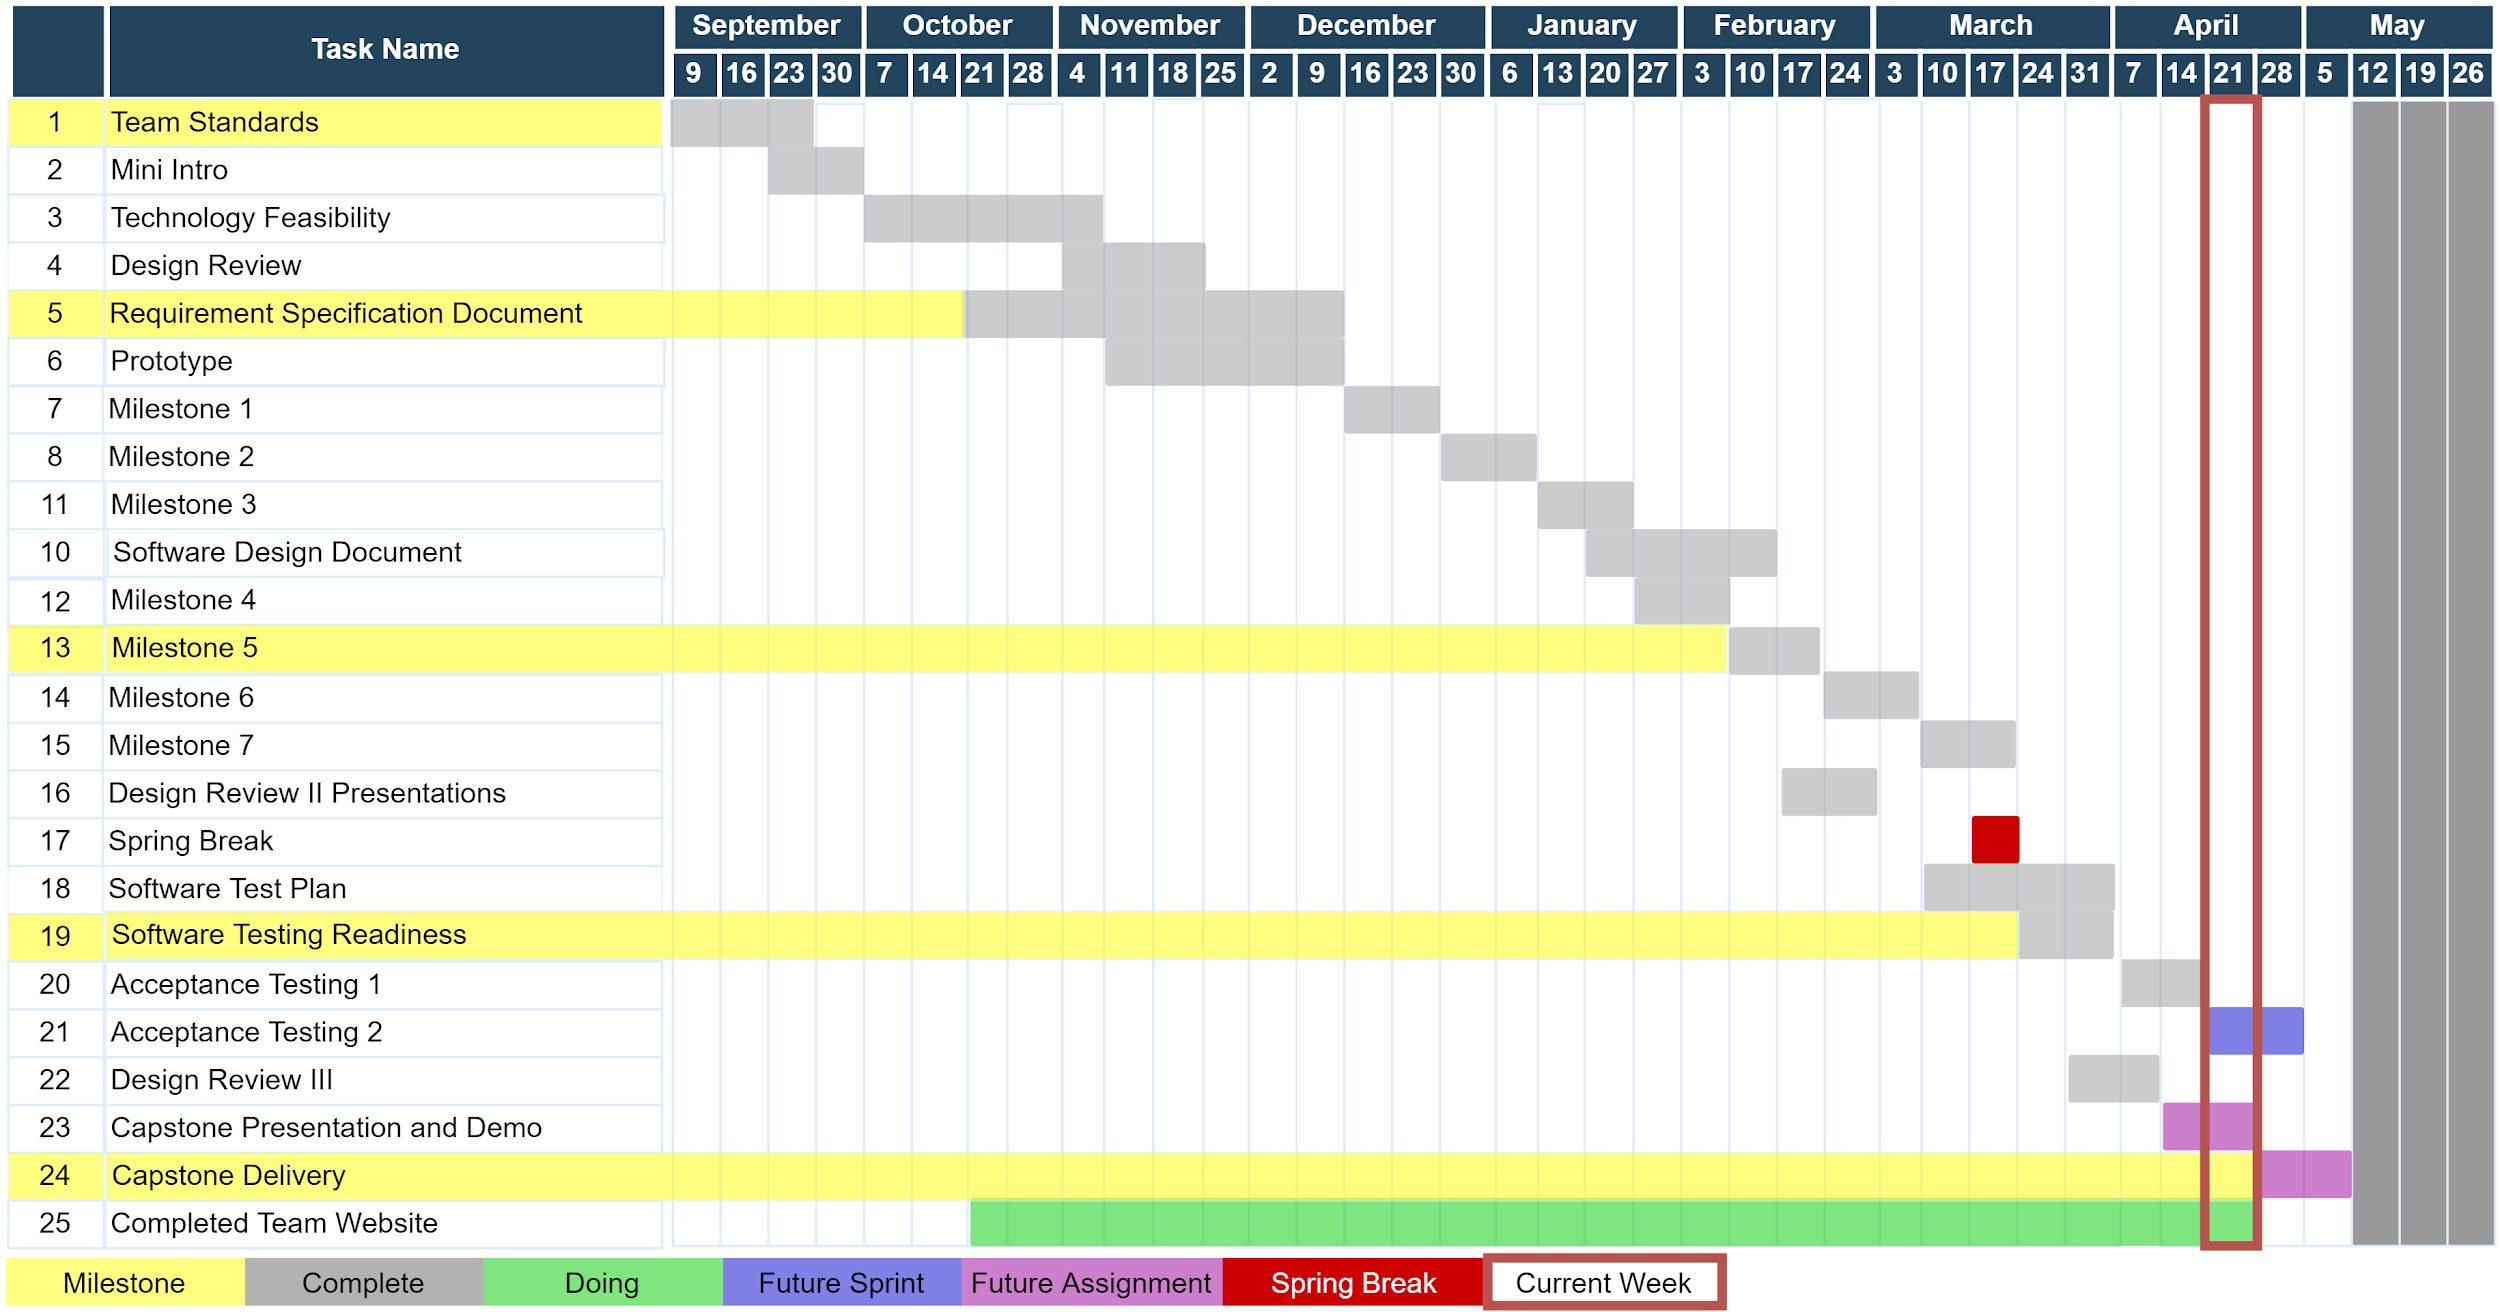 Task Name September October November December January February March April May
9 16 23 30 7 14 21 28 4 11 18 25 2 9 16 23 30 6 13 20 27 3 10 17 24 3 10 17 24 31 7 14 21 28 5 12 19 26
1 Team Standards
2 Mini Intro
3 Technology Feasibility
4 Design Review
5 Requirement Specification Document
6 Prototype
7 Milestone 1
8 Milestone 2
11 Milestone 3
10 Software Design Document
12 Milestone 4
13 Milestone 5
14 Milestone 6
15 Milestone 7
16 Design Review II Presentations
17 Spring Break
18 Software Test Plan
19 Software Testing Readiness
20 Acceptance Testing 1
21 Acceptance Testing 2
22 Design Review III
23 Capstone Presentation and Demo
24 Capstone Delivery
25 Completed Team Website
Milestone Complete Doing Future Sprint Future Assignment Spring Break Current Week